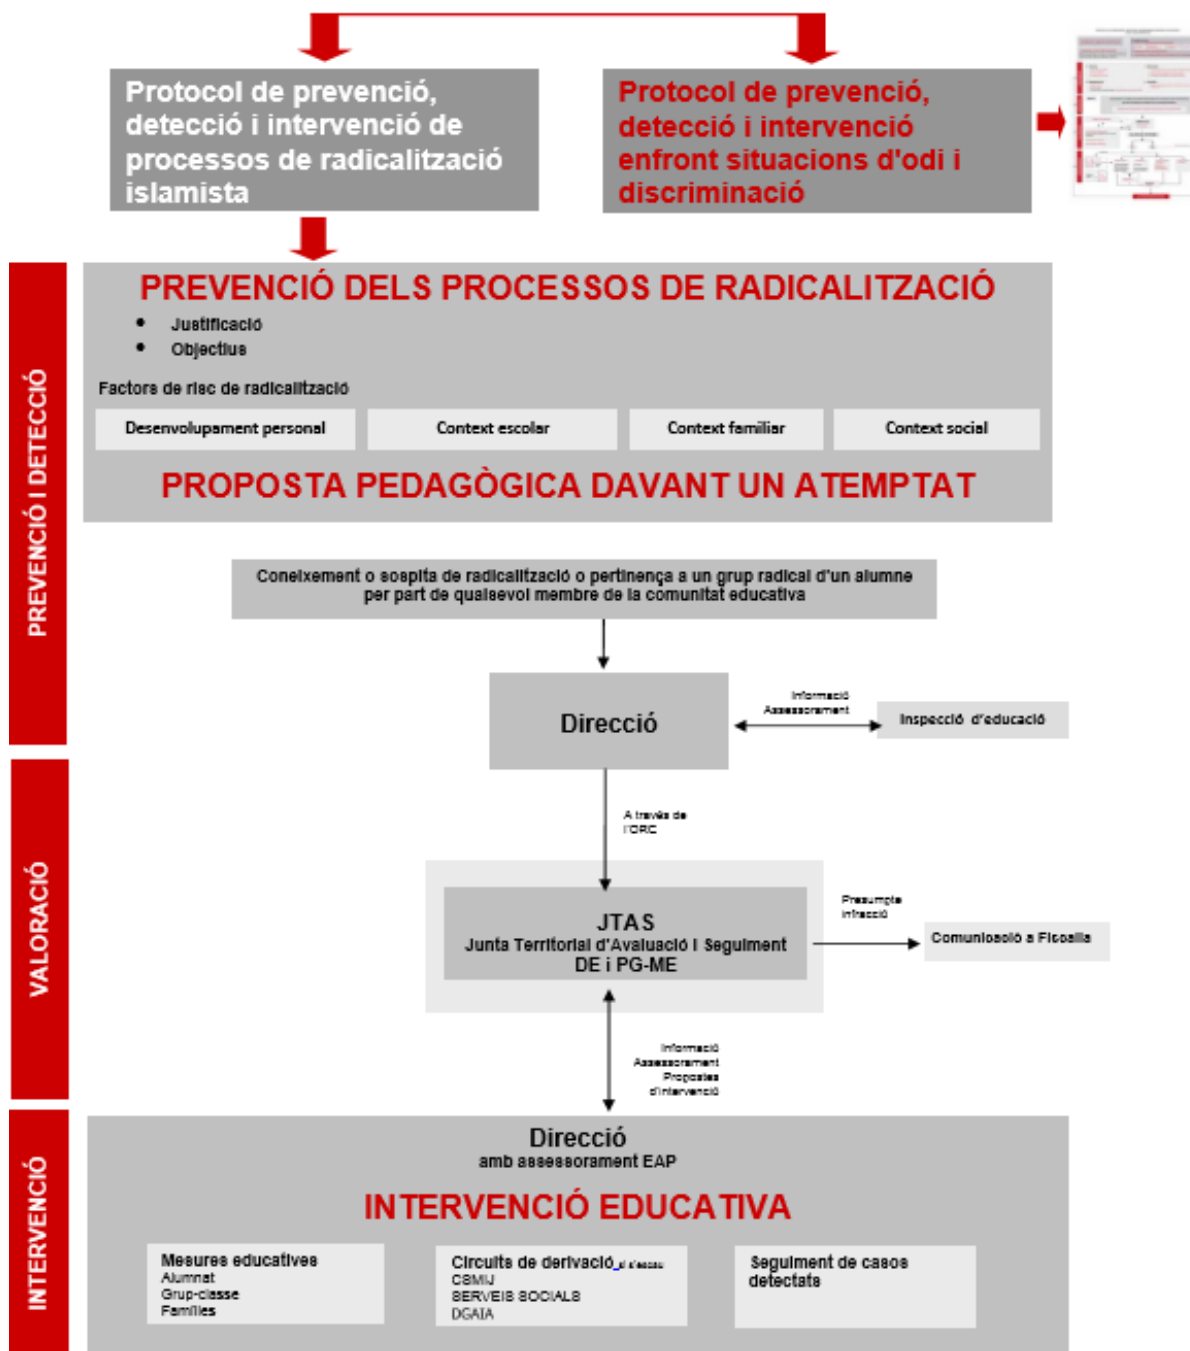 Protocol de prevenció,
detecció i intervenció de
processos de radicalització
islamista
Protocol de prevenció,
detecció i intervenció
enfront situacions d'odi i
discriminació
PREVENCIÓ I DETECCIÓ
PREVENCIÓ DELS PROCESSOS DE RADICALITZACIÓ
• Justificació
• Objectius
Factors de risc de radicalització
Desenvolupament personal
Context escolar
Context familiar
Context social
PROPOSTA PEDAGÒGICA DAVANT UN ATEMPTAT
Coneixement o sospita de radicalització o pertinença a un grup radical d'un alumne
per part de qualsevol membre de la comunitat educativa
Direcció
Informació
Assessorament
Inspecció d'educació
VALORACIÓ
A través de
l'ORC
JTAS
Junta Territorial d'Avaluació i Seguiment
DE i PG-ME
Presumpte
infracció
Comunicació a Fiscalia
Informació
Assessorament
Propostes
d'intervenció
INTERVENCIÓ
Direcció
amb assessorament EAP
INTERVENCIÓ EDUCATIVA
Mesures educatives
Alumnat
Grup-classe
Famílies
Circuits de derivació si s'escau
CSMIJ
SERVEIS SOCIALS
DGAIA
Seguiment de casos
detectats